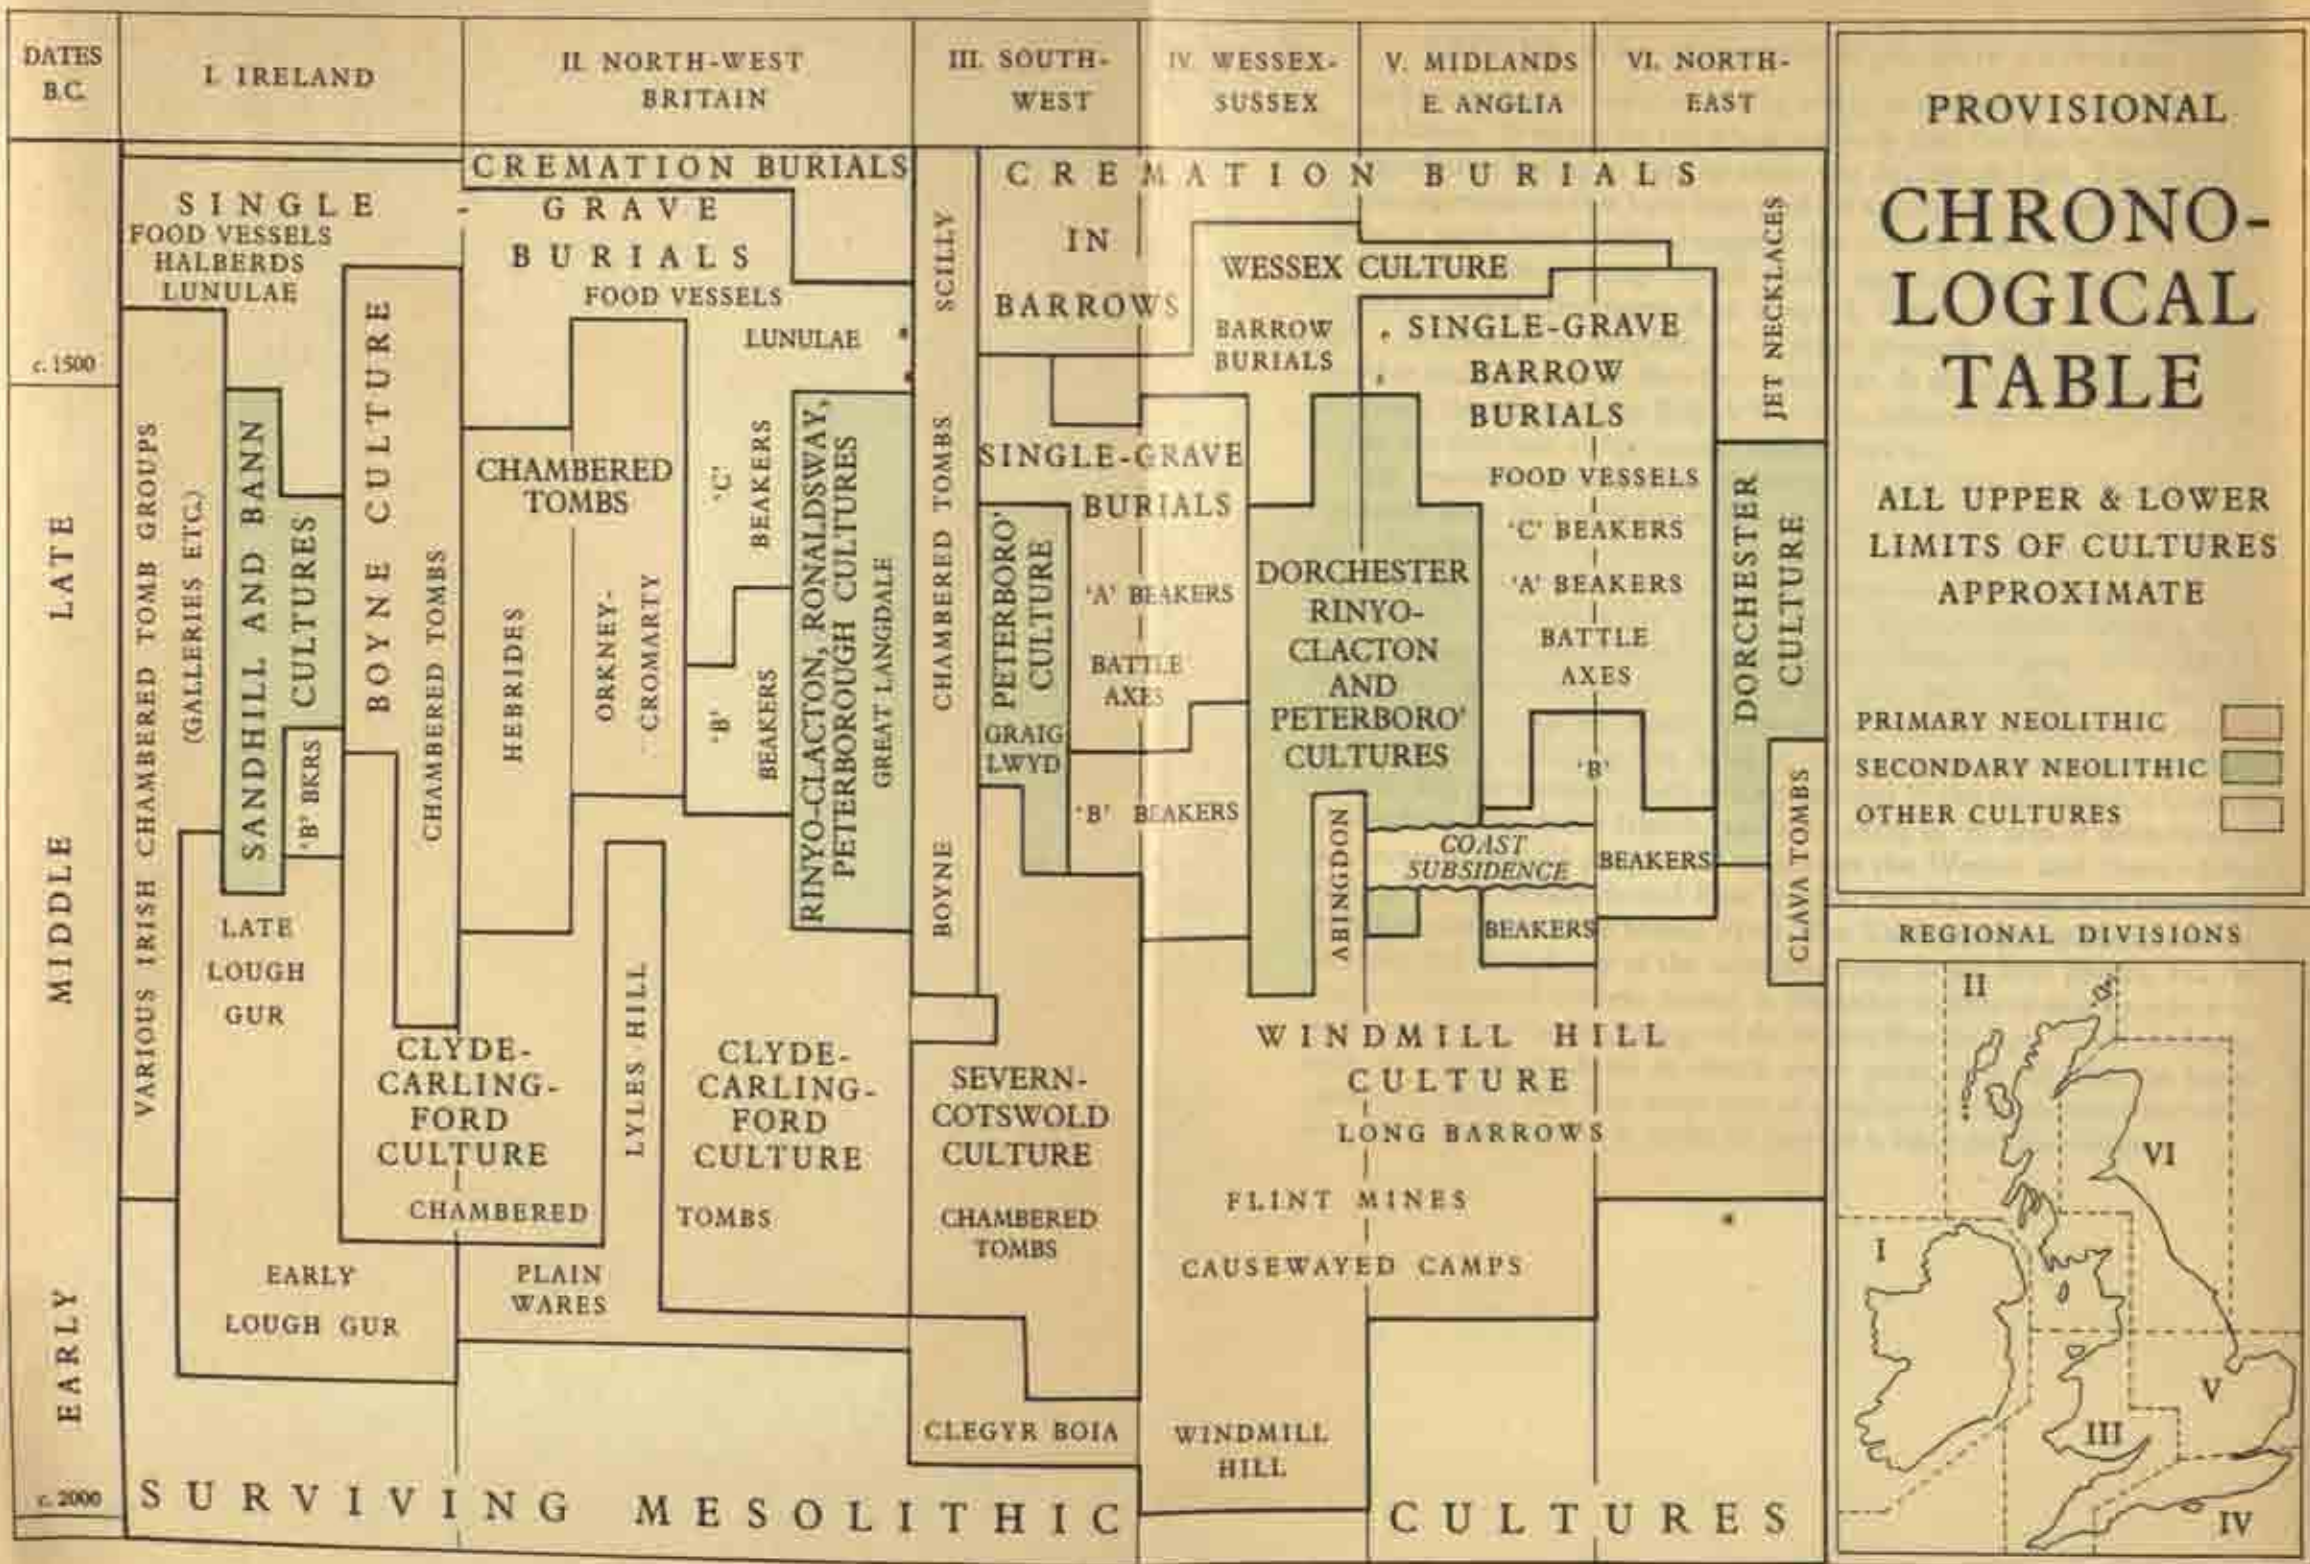 DATES
B.C.
I. IRELAND
II. NORTH-WEST
BRITAIN
III. SOUTH-
WEST
IV. WESSEX-
SUSSEX
V. MIDLANDS
E. ANGLIA
VI. NORTH-
EAST
c. 1500
LATE
MIDDLE
EARLY
c. 2000
SINGLE
FOOD VESSELS
HALBERDS
LUNULAE
VARIOUS IRISH CHAMBERED TOMB GROUPS
(GALLERIES ETC.)
SANDHILL AND BANN
CULTURES
'B' BKRS
BOYNE CULTURE
CHAMBERED TOMBS
LATE
LOUGH
GUR
EARLY
LOUGH GUR
CREMATION BURIALS
GRAVE
BURIALS
FOOD VESSELS
LUNULAE
CHAMBERED
TOMBS
HEBRIDES
ORKNEY-
CROMARTY
'C'
BEAKERS
'B'
BEAKERS
RINYO-CLACTON, RONALDSWAY,
PETERBOROUGH CULTURES
GREAT LANGDALE
CLYDE-
CARLING-
FORD
CULTURE
CHAMBERED
LYLES HILL
CLYDE-
CARLING-
FORD
CULTURE
TOMBS
PLAIN
WARES
SCILLY
CHAMBERED TOMBS
BOYNE
CREMATION BURIALS
IN
BARROWS
SINGLE-GRAVE
BURIALS
PETERBORO'
CULTURE
GRAIG
LWYD
'A' BEAKERS
BATTLE
AXES
'B' BEAKERS
SEVERN-
COTSWOLD
CULTURE
CHAMBERED
TOMBS
CLEGYR BOIA
WESSEX CULTURE
BARROW
BURIALS
DORCHESTER
RINYO-
CLACTON
AND
PETERBORO'
CULTURES
ABINGDON
SINGLE-GRAVE
BARROW
BURIALS
FOOD VESSELS
'C' BEAKERS
'A' BEAKERS
BATTLE
AXES
'B'
BEAKERS
COAST
SUBSIDENCE
BEAKERS
JET NECKLACES
DORCHESTER
CULTURE
CLAVA TOMBS
WINDMILL HILL
CULTURE
LONG BARROWS
FLINT MINES
CAUSEWAYED CAMPS
WINDMILL
HILL
SURVIVING MESOLITHIC CULTURES
PROVISIONAL
CHRONO-
LOGICAL
TABLE
ALL UPPER & LOWER
LIMITS OF CULTURES
APPROXIMATE
PRIMARY NEOLITHIC
SECONDARY NEOLITHIC
OTHER CULTURES
REGIONAL DIVISIONS
II
VI
I
V
III
IV